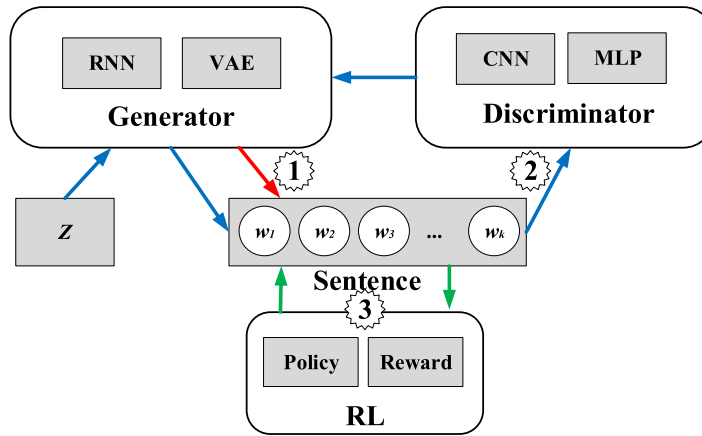 RNN VAE
Generator
CNN MLP
Discriminator
1
2
Z
w1 w2 w3 ... wk
Sentence
3
Policy Reward
RL